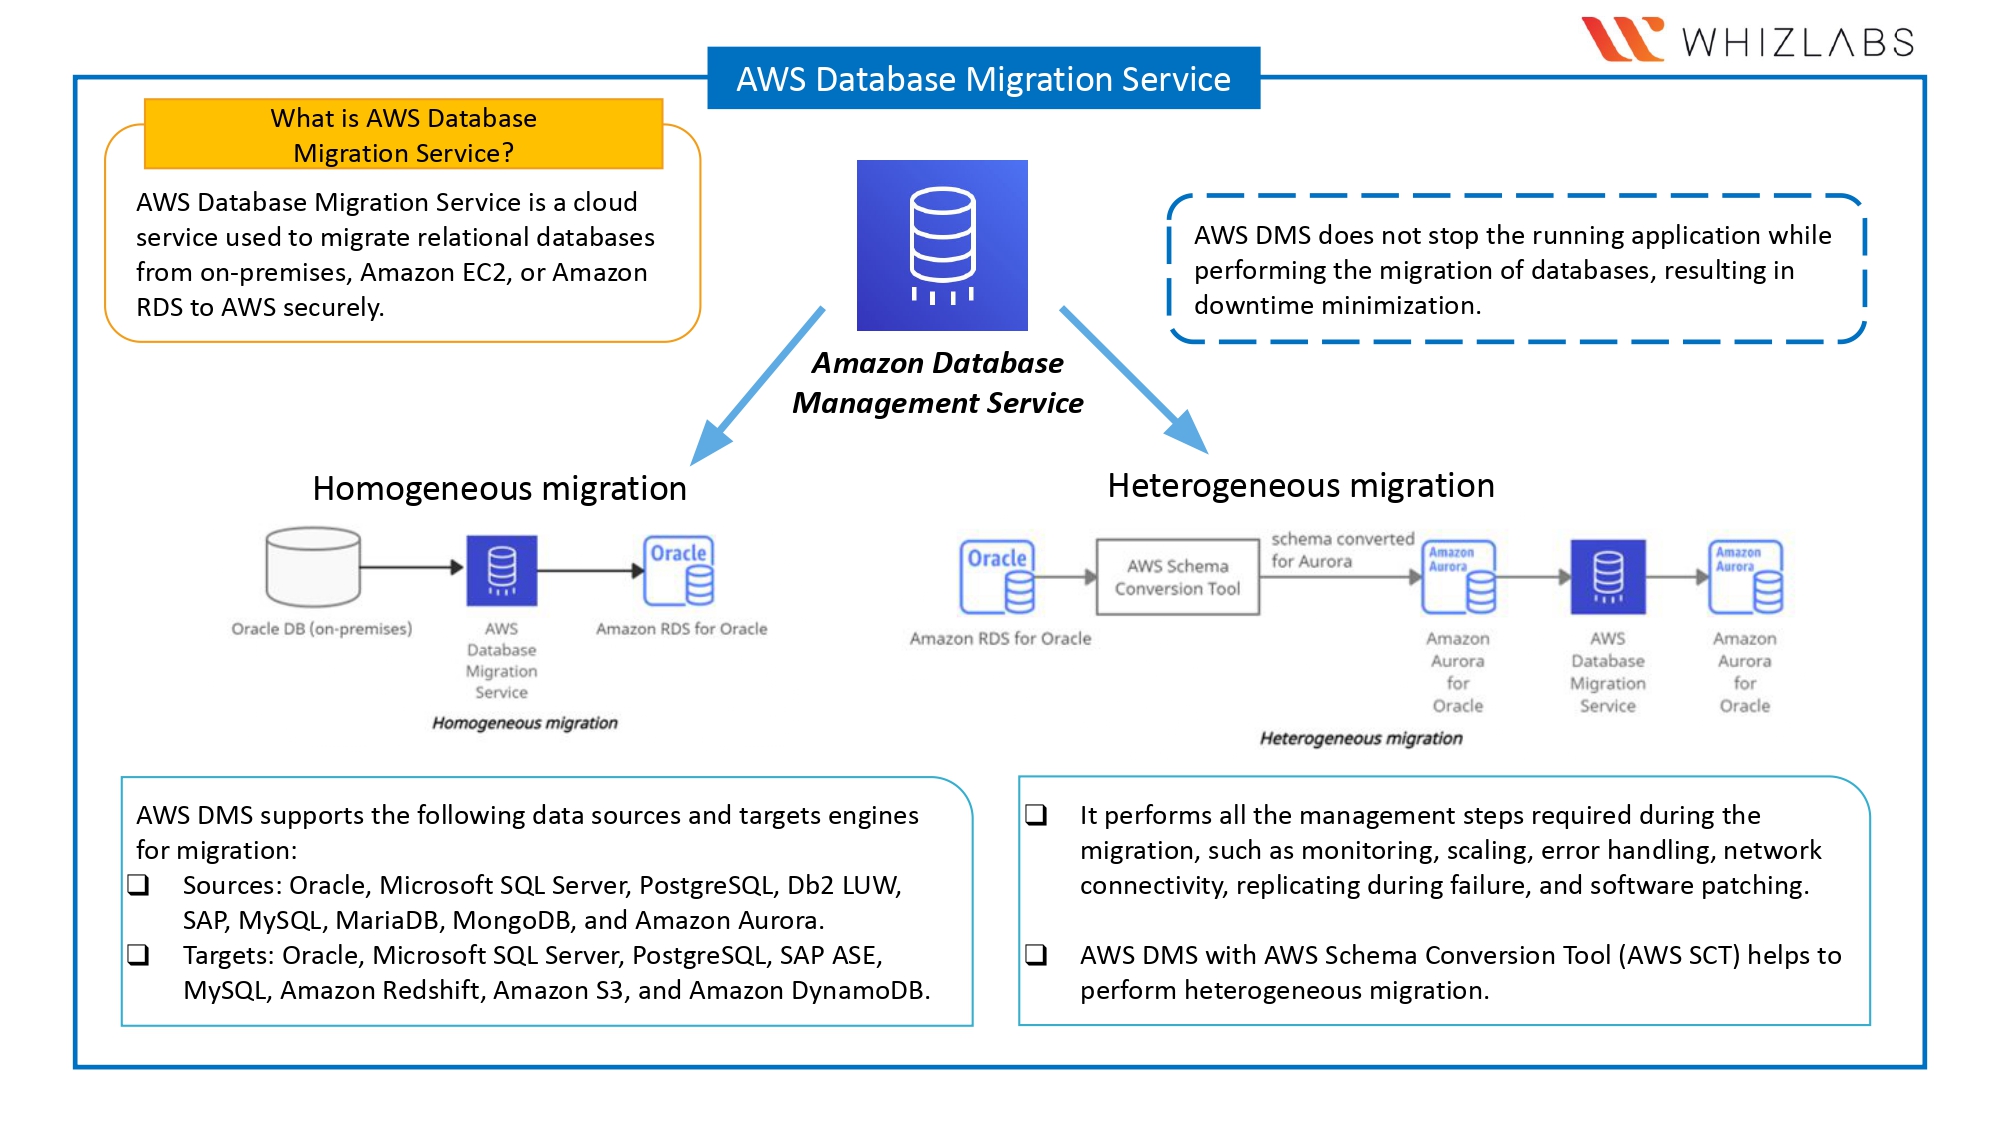 WHIZLABS
AWS Database Migration Service
What is AWS Database
Migration Service?
AWS Database Migration Service is a cloud
service used to migrate relational databases
from on-premises, Amazon EC2, or Amazon
RDS to AWS securely.
Amazon Database
Management Service
AWS DMS does not stop the running application while
performing the migration of databases, resulting in
downtime minimization.
Homogeneous migration
Oracle
Oracle DB (on-premises)
AWS
Database
Migration
Service
Amazon RDS for Oracle
Homogeneous migration
Heterogeneous migration
Oracle
Amazon RDS for Oracle
AWS Schema
Conversion Tool
schema converted
for Aurora
Amazon
Aurora
Amazon
Aurora
for
Oracle
AWS
Database
Migration
Service
Amazon
Aurora
Amazon
Aurora
for
Oracle
Heterogeneous migration
AWS DMS supports the following data sources and targets engines
for migration:
❑ Sources: Oracle, Microsoft SQL Server, PostgreSQL, Db2 LUW,
SAP, MySQL, MariaDB, MongoDB, and Amazon Aurora.
❑ Targets: Oracle, Microsoft SQL Server, PostgreSQL, SAP ASE,
MySQL, Amazon Redshift, Amazon S3, and Amazon DynamoDB.
❑ It performs all the management steps required during the
migration, such as monitoring, scaling, error handling, network
connectivity, replicating during failure, and software patching.
❑ AWS DMS with AWS Schema Conversion Tool (AWS SCT) helps to
perform heterogeneous migration.